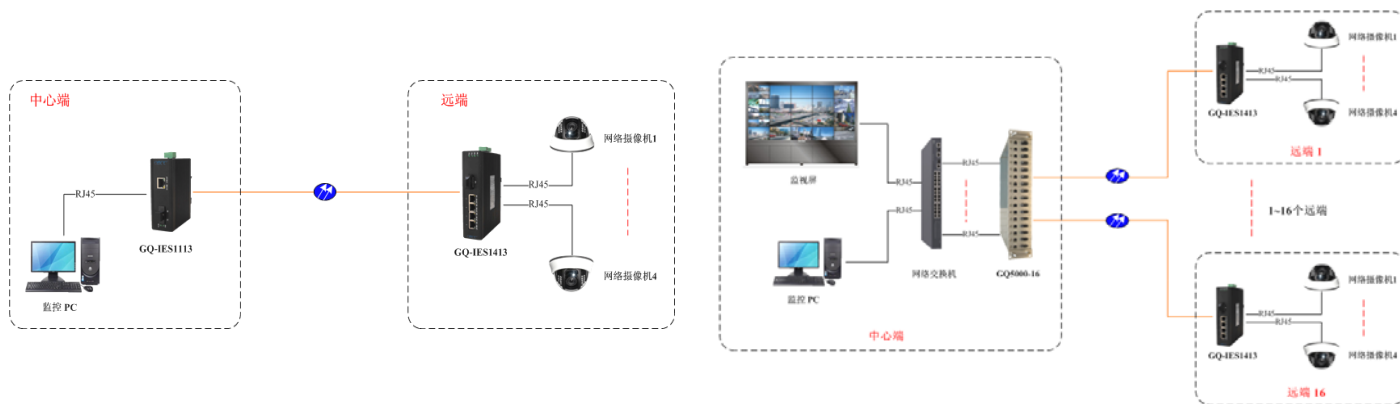 中心端
RJ45
GQ-IES1113
监控 PC
远端
GQ-IES1413
RJ45
RJ45
网络摄像机1
网络摄像机4
监视屏
监控 PC
RJ45
RJ45
网络交换机
RJ45
RJ45
GQ5000-16
中心端
GQ-IES1413
RJ45
RJ45
网络摄像机1
网络摄像机4
远端 1
1~16个远端
GQ-IES1413
RJ45
RJ45
网络摄像机1
网络摄像机4
远端 16